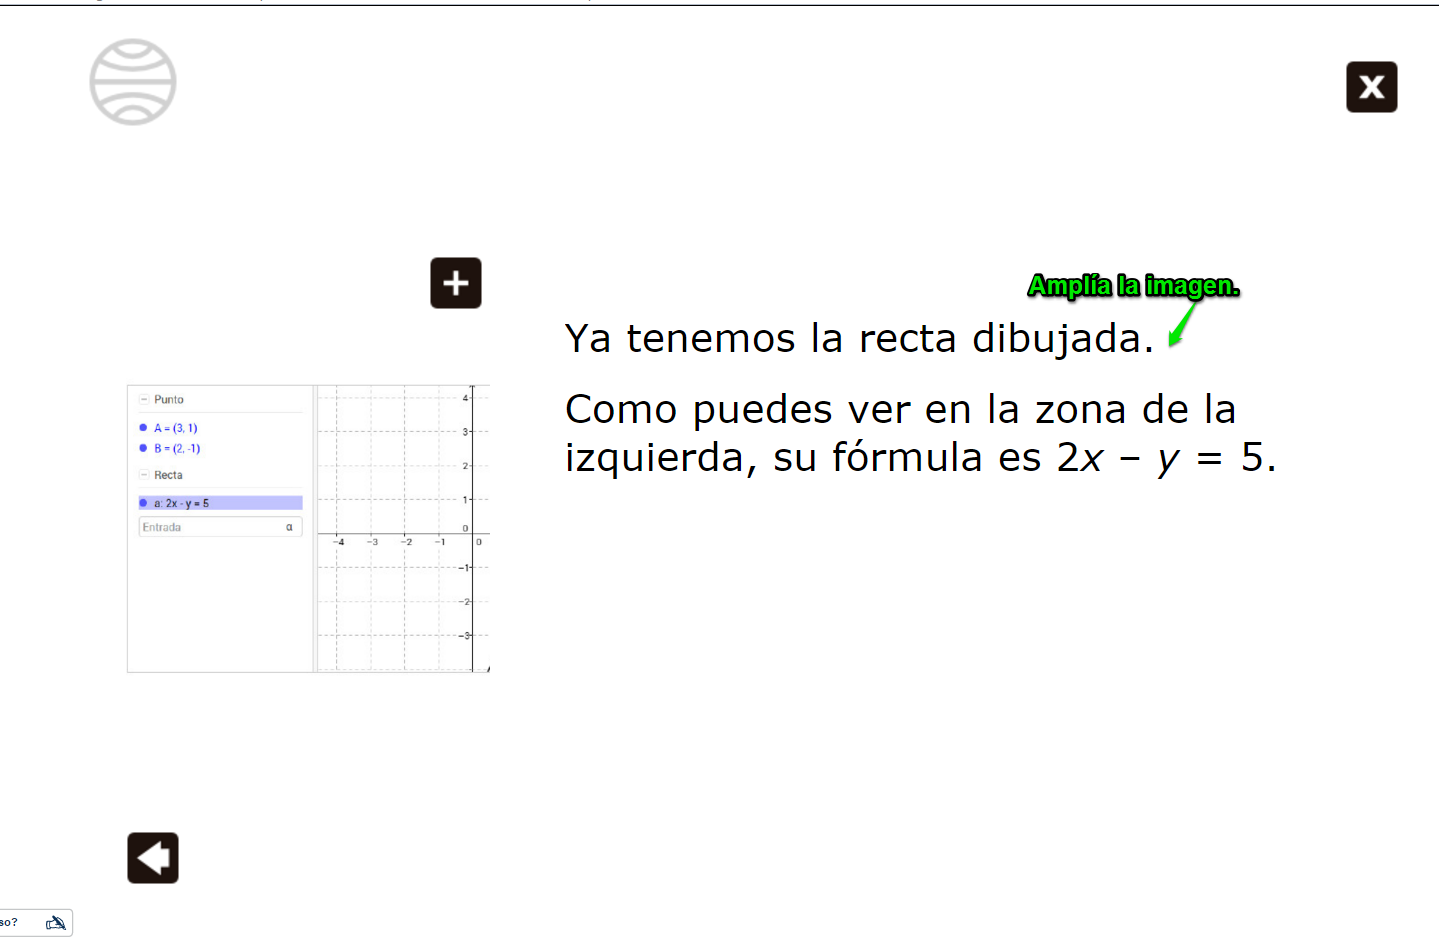 X
+
Amplía la imagen.
Ya tenemos la recta dibujada.
Como puedes ver en la zona de la
izquierda, su fórmula es 2x – y = 5.
Punto
A = (3, 1)
B = (2, -1)
Recta
a: 2x - y = 5
Entrada α
4
3
2
1
0
−4 −3 −2 −1 0
−1
−2
−3
so?